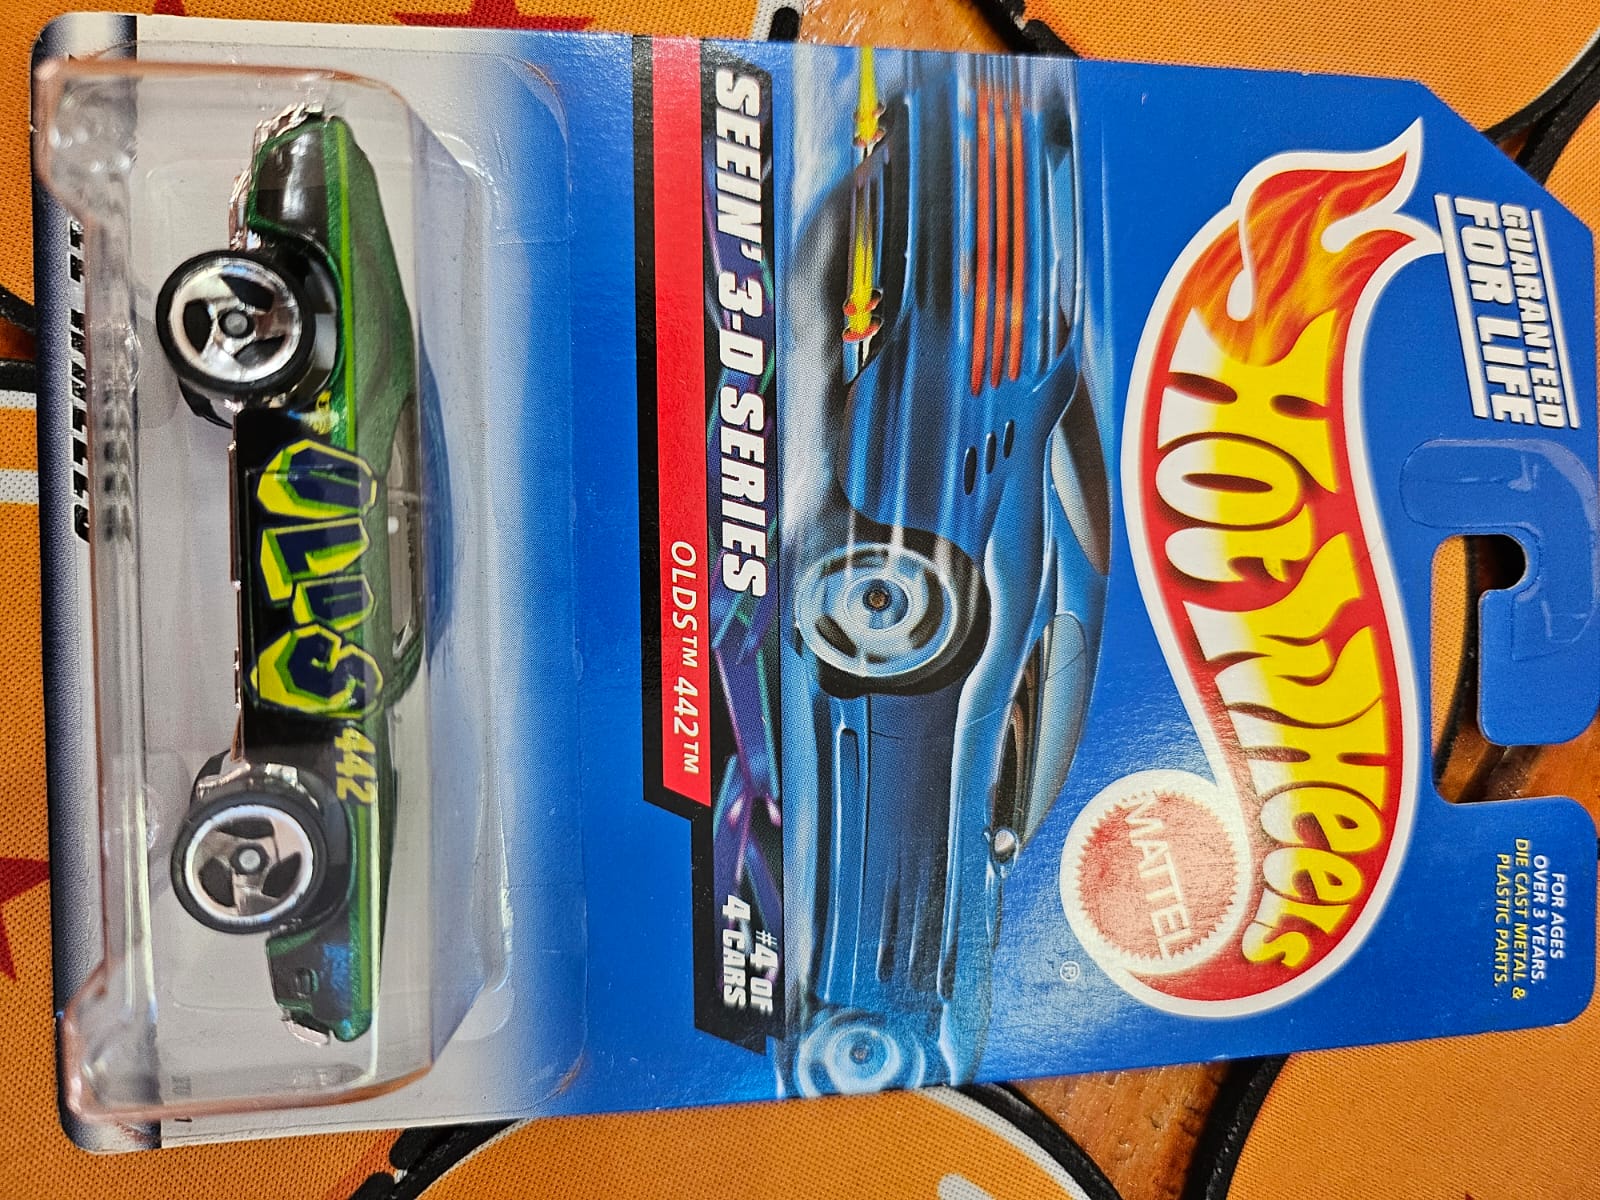 GUARANTEED
FOR LIFE
FOR AGES
OVER 3 YEARS.
DIE CAST METAL &
PLASTIC PARTS.
HOT WHEELS
MATTEL
®
SEEIN' 3-D SERIES
#4 OF
4 CARS
OLDS™ 442™
OLDS
442